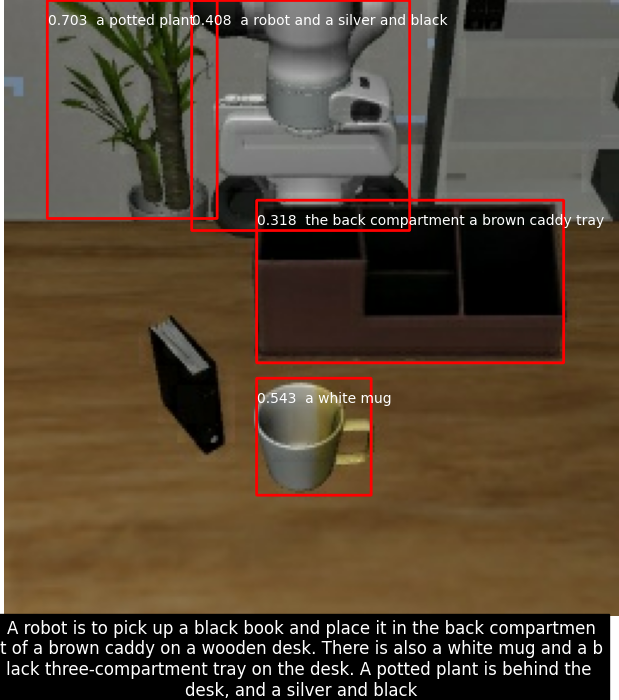 0.703  a potted plant
0.408  a robot and a silver and black
0.318  the back compartment a brown caddy tray
0.543  a white mug
A robot is to pick up a black book and place it in the back compartmen
t of a brown caddy on a wooden desk. There is also a white mug and a b
lack three-compartment tray on the desk. A potted plant is behind the
desk, and a silver and black